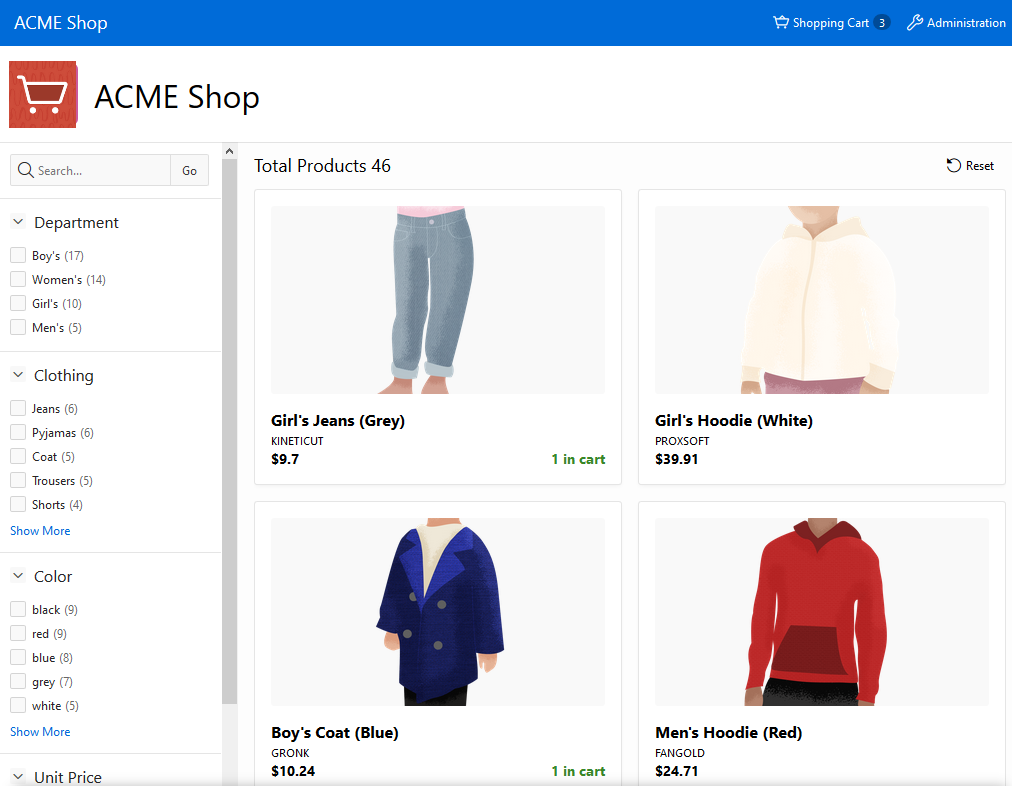 ACME Shop
Shopping Cart 3
Administration
ACME Shop
Search...
Go
Department
Boy's (17)
Women's (14)
Girl's (10)
Men's (5)
Clothing
Jeans (6)
Pyjamas (6)
Coat (5)
Trousers (5)
Shorts (4)
Show More
Color
black (9)
red (9)
blue (8)
grey (7)
white (5)
Show More
Unit Price
Total Products 46
Reset
Girl's Jeans (Grey)
KINETICUT
$9.7
1 in cart
Girl's Hoodie (White)
PROXSOFT
$39.91
Boy's Coat (Blue)
GRONK
$10.24
1 in cart
Men's Hoodie (Red)
FANGOLD
$24.71